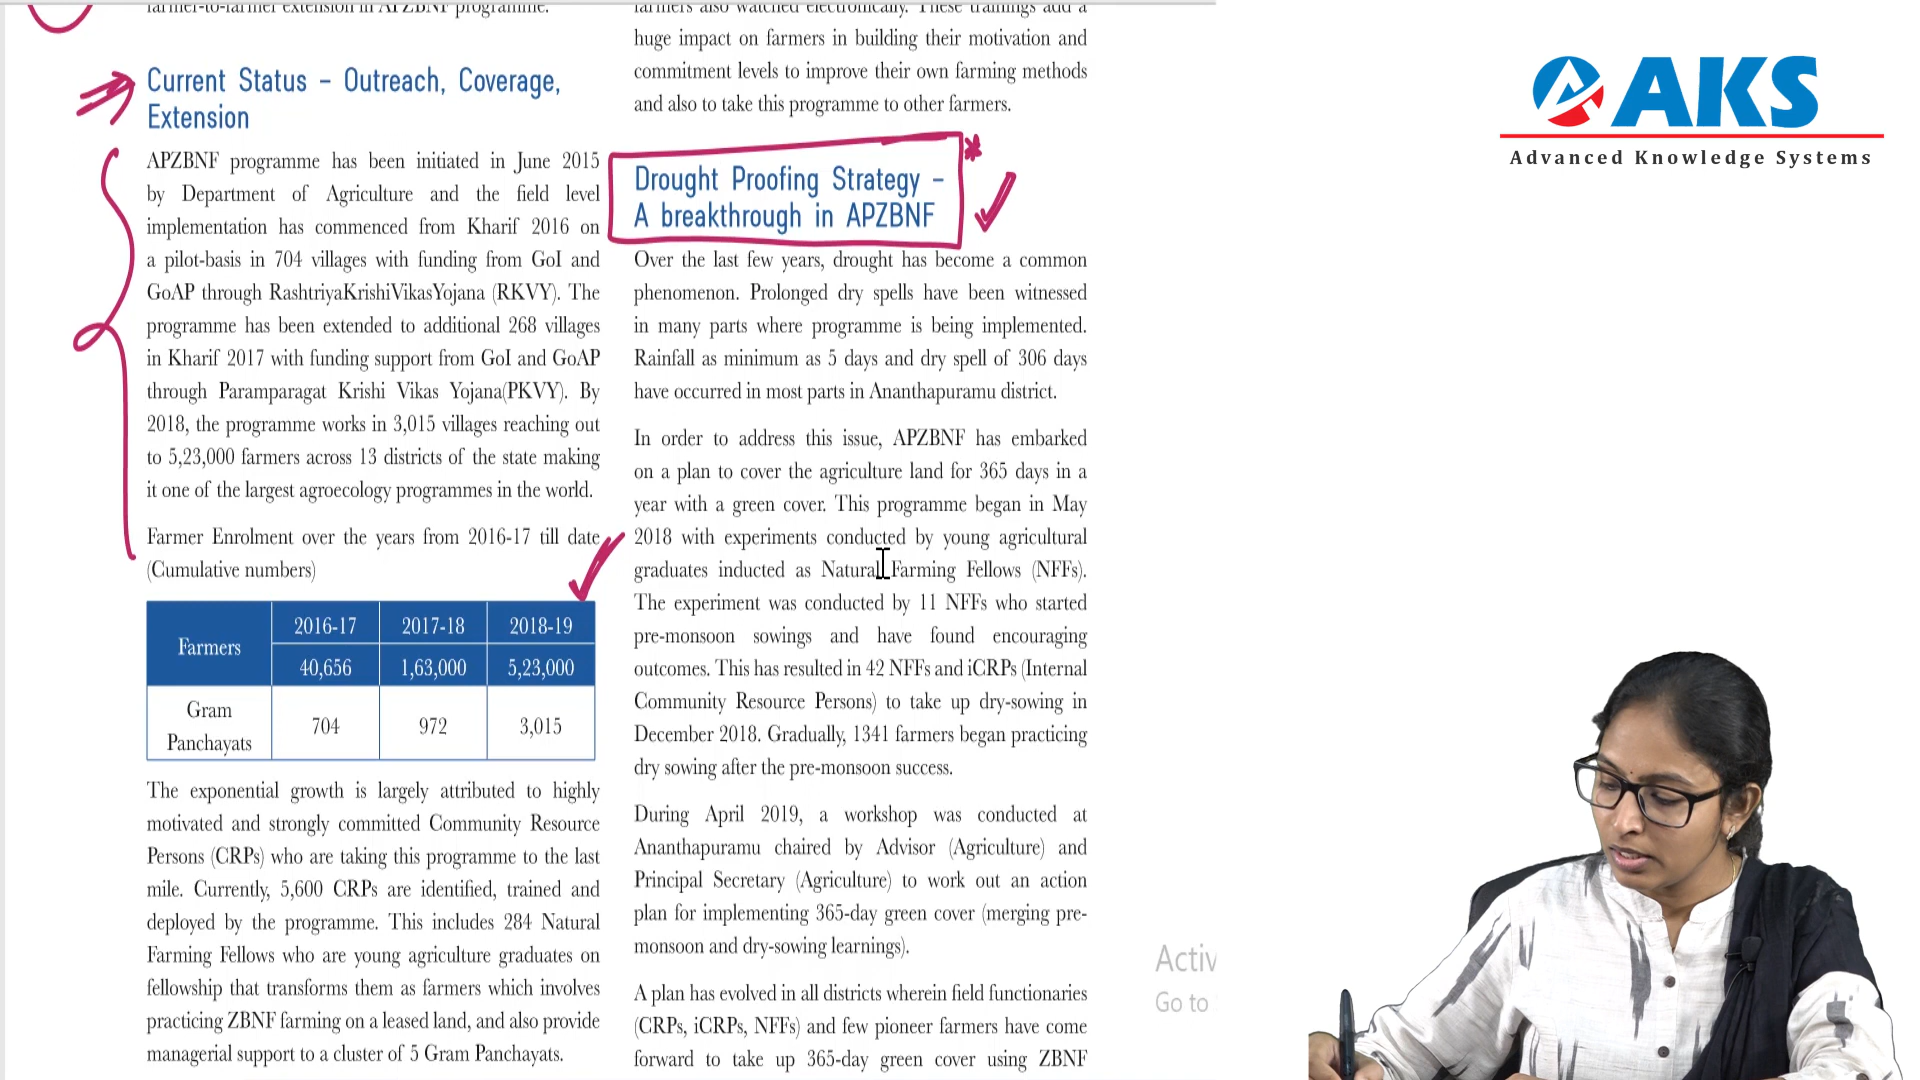 farmer-to-farmer extension in APZBNF programme.
Current Status – Outreach, Coverage,
Extension
APZBNF programme has been initiated in June 2015
by Department of Agriculture and the field level
implementation has commenced from Kharif 2016 on
a pilot-basis in 704 villages with funding from GoI and
GoAP through RashtriyaKrishiVikasYojana (RKVY). The
programme has been extended to additional 268 villages
in Kharif 2017 with funding support from GoI and GoAP
through Paramparagat Krishi Vikas Yojana(PKVY). By
2018, the programme works in 3,015 villages reaching out
to 5,23,000 farmers across 13 districts of the state making
it one of the largest agroecology programmes in the world.
Farmer Enrolment over the years from 2016-17 till date
(Cumulative numbers)
Farmers
2016-17 2017-18 2018-19
40,656 1,63,000 5,23,000
Gram
Panchayats
704 972 3,015
The exponential growth is largely attributed to highly
motivated and strongly committed Community Resource
Persons (CRPs) who are taking this programme to the last
mile. Currently, 5,600 CRPs are identified, trained and
deployed by the programme. This includes 284 Natural
Farming Fellows who are young agriculture graduates on
fellowship that transforms them as farmers which involves
practicing ZBNF farming on a leased land, and also provide
managerial support to a cluster of 5 Gram Panchayats.
farmers also watched electronically. These trainings add a
huge impact on farmers in building their motivation and
commitment levels to improve their own farming methods
and also to take this programme to other farmers.
Drought Proofing Strategy –
A breakthrough in APZBNF
Over the last few years, drought has become a common
phenomenon. Prolonged dry spells have been witnessed
in many parts where programme is being implemented.
Rainfall as minimum as 5 days and dry spell of 306 days
have occurred in most parts in Ananthapuramu district.
In order to address this issue, APZBNF has embarked
on a plan to cover the agriculture land for 365 days in a
year with a green cover. This programme began in May
2018 with experiments conducted by young agricultural
graduates inducted as Natural Farming Fellows (NFFs).
The experiment was conducted by 11 NFFs who started
pre-monsoon sowings and have found encouraging
outcomes. This has resulted in 42 NFFs and iCRPs (Internal
Community Resource Persons) to take up dry-sowing in
December 2018. Gradually, 1341 farmers began practicing
dry sowing after the pre-monsoon success.
During April 2019, a workshop was conducted at
Ananthapuramu chaired by Advisor (Agriculture) and
Principal Secretary (Agriculture) to work out an action
plan for implementing 365-day green cover (merging pre-
monsoon and dry-sowing learnings).
A plan has evolved in all districts wherein field functionaries
(CRPs, iCRPs, NFFs) and few pioneer farmers have come
forward to take up 365-day green cover using ZBNF
AKS
Advanced Knowledge Systems
Activ
Go to